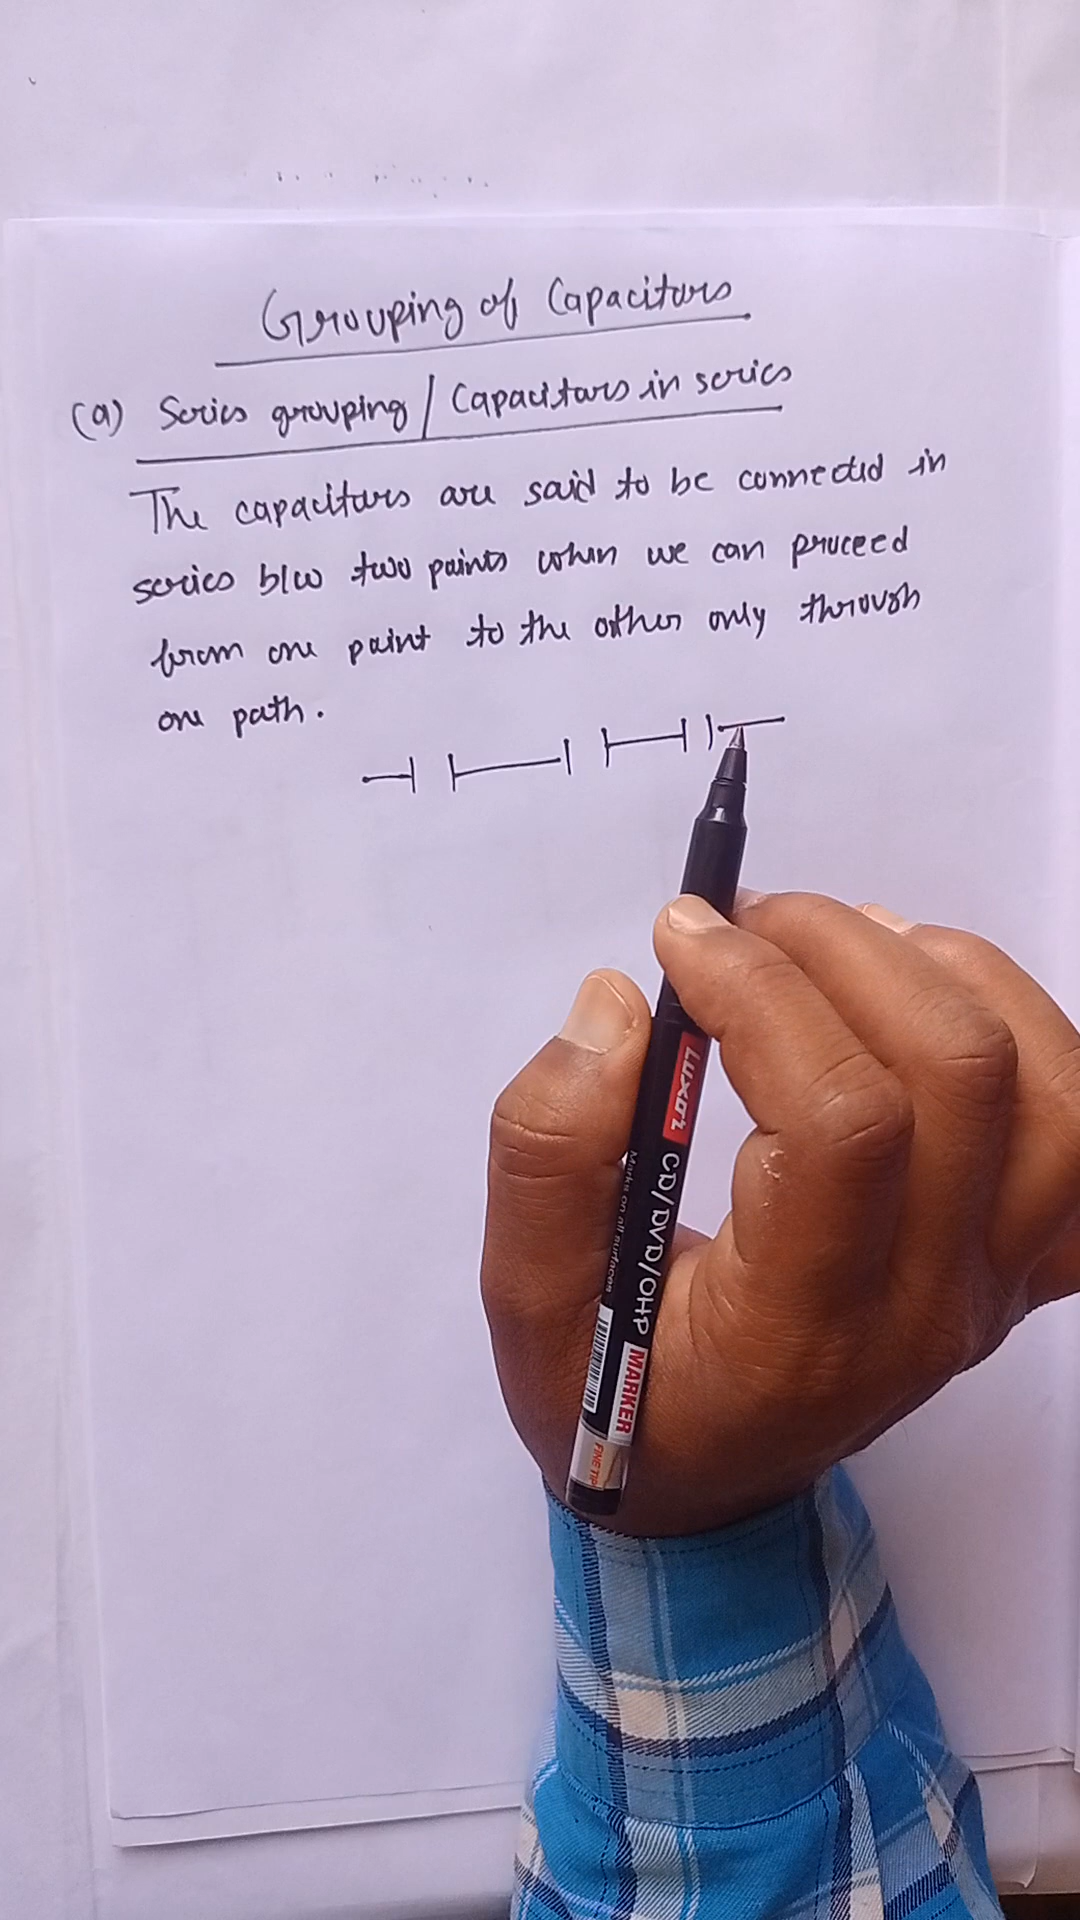 Grouping of Capacitors
(a) Series grouping / Capacitors in series
The capacitors are said to be connected in
series b/w two points when we can proceed
from one point to the other only through
one path.
Luxor CD/DVD/OHP MARKER
Marks on all surfaces
FINE TIP